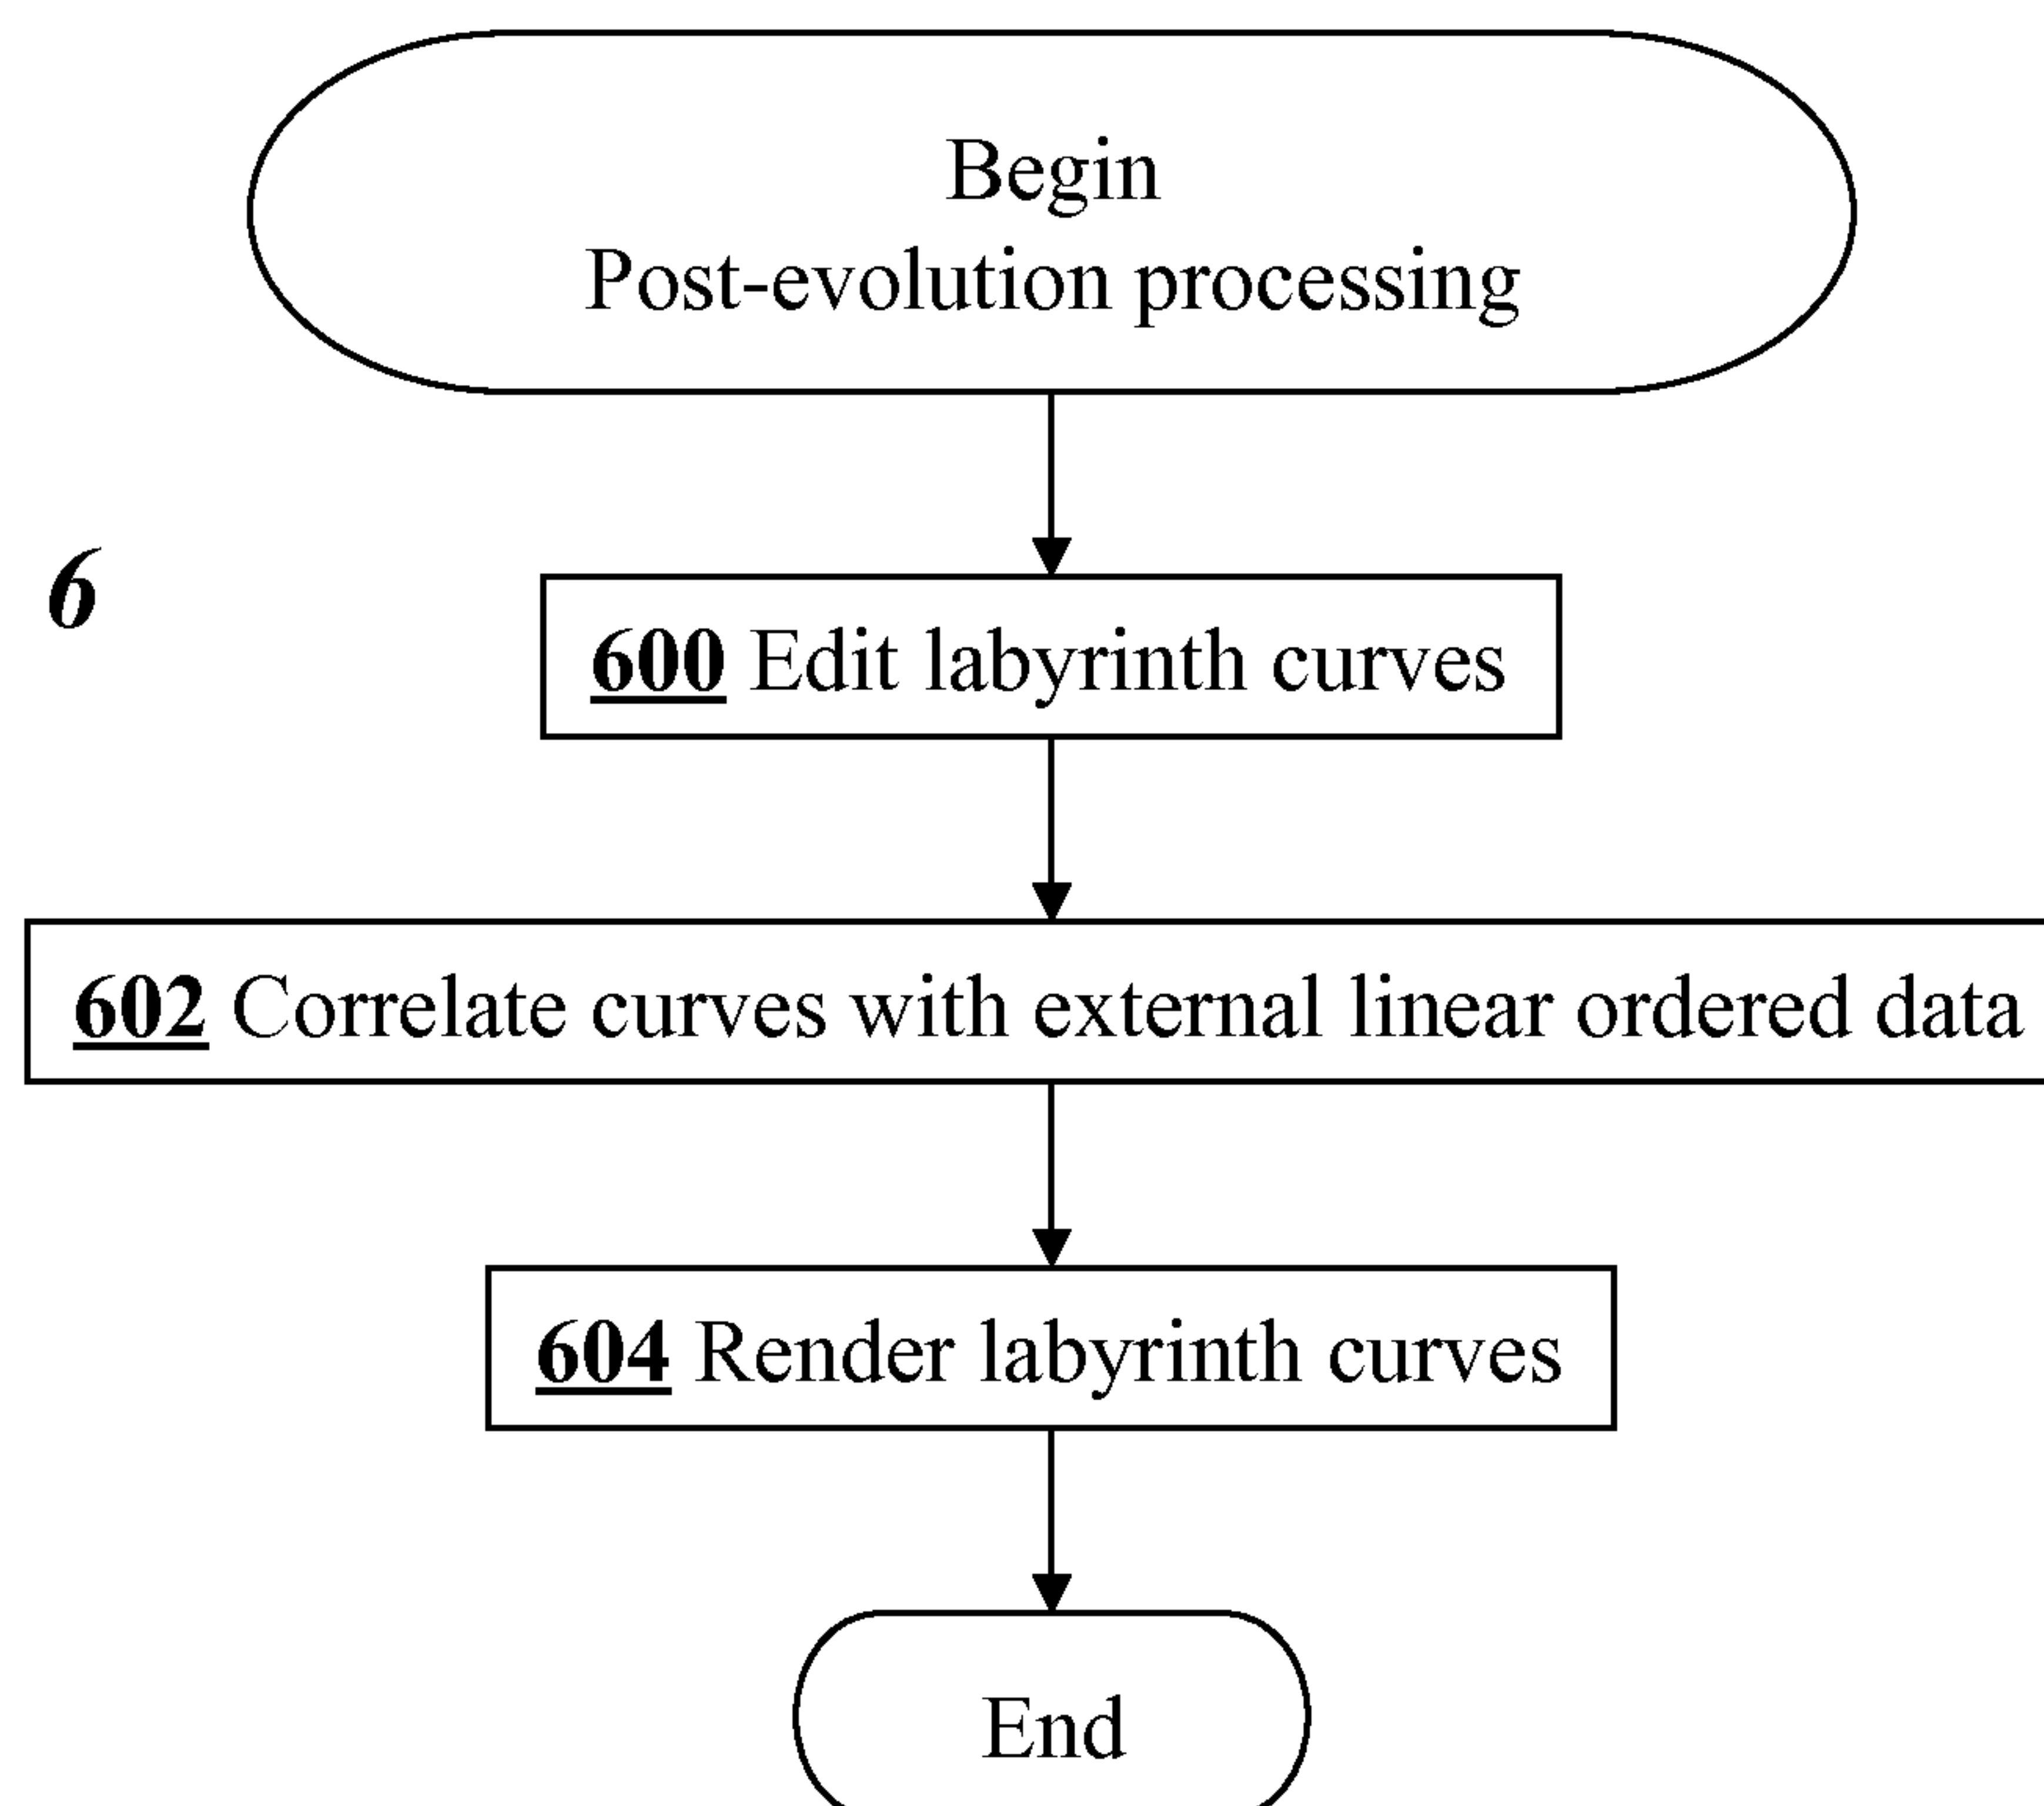 Begin
Post-evolution processing
6
600 Edit labyrinth curves
602 Correlate curves with external linear ordered data
604 Render labyrinth curves
End